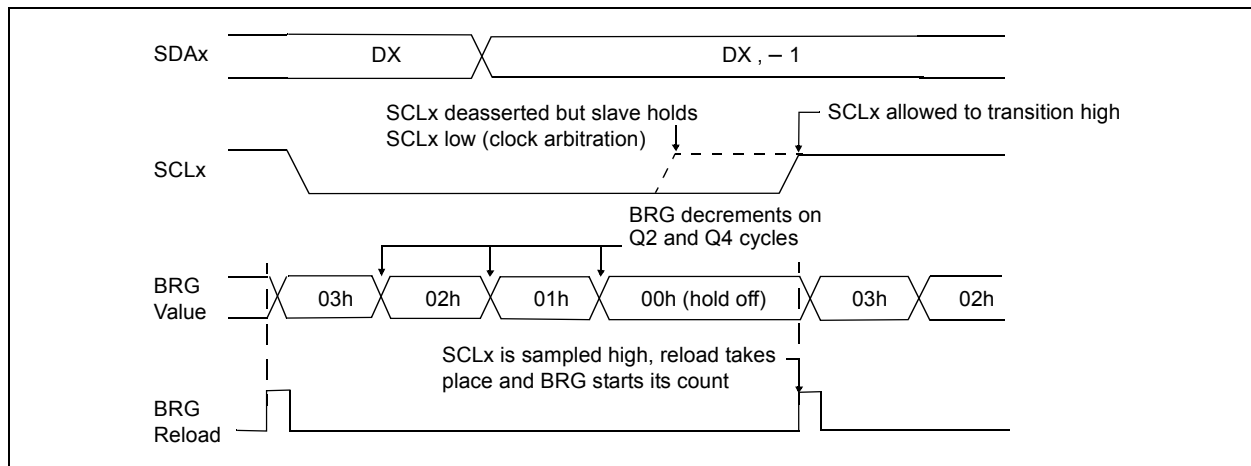 SDAx
DX
DX , – 1
SCLx deasserted but slave holds
SCLx low (clock arbitration)
SCLx allowed to transition high
SCLx
BRG decrements on
Q2 and Q4 cycles
BRG
Value
03h
02h
01h
00h (hold off)
03h
02h
SCLx is sampled high, reload takes
place and BRG starts its count
BRG
Reload